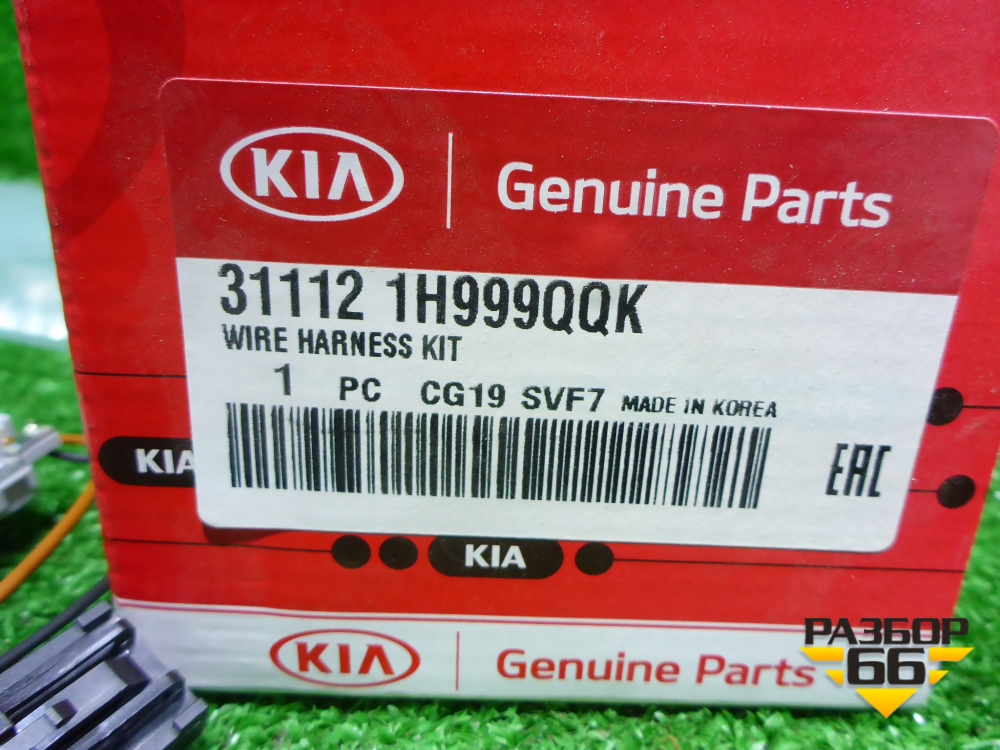 KIA Genuine Parts
31112 1H999QQK
WIRE HARNESS KIT
1 PC CG19 SVF7 MADE IN KOREA
EAC
KIA
KIA
KIA Genuine Parts
РАЗБОР
66